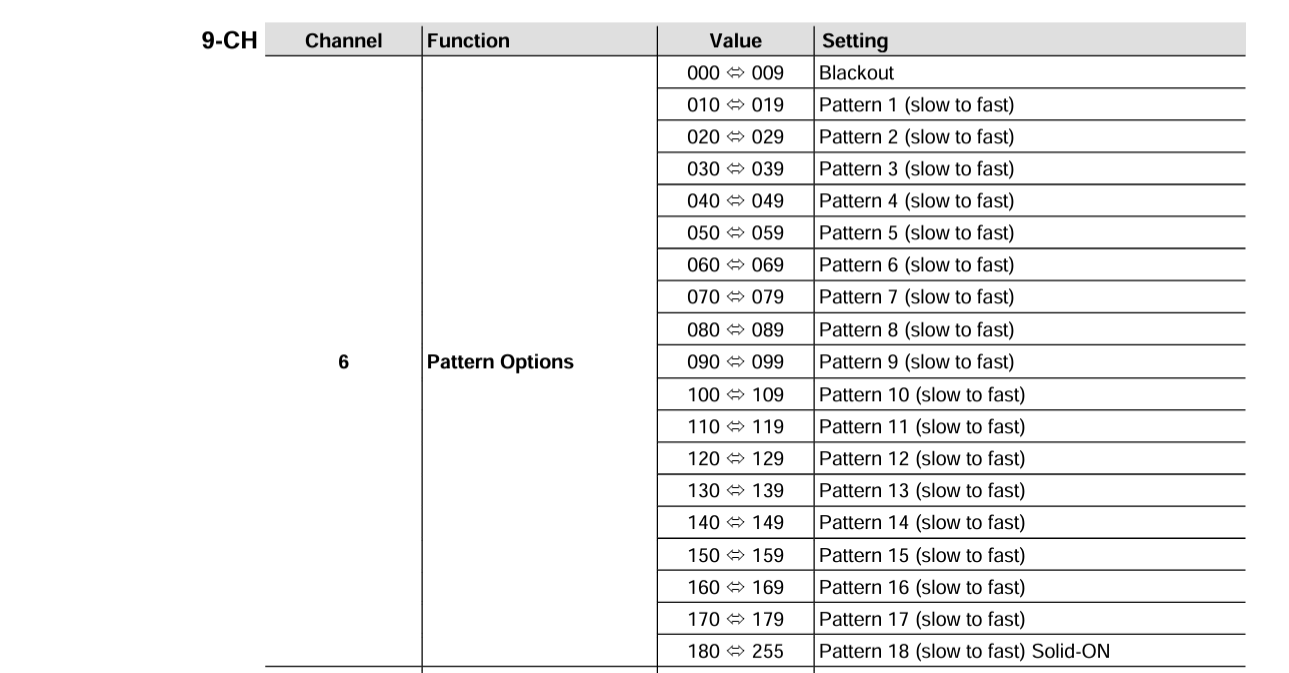 9-CH Channel Function Value Setting
000 ⇔ 009 Blackout
010 ⇔ 019 Pattern 1 (slow to fast)
020 ⇔ 029 Pattern 2 (slow to fast)
030 ⇔ 039 Pattern 3 (slow to fast)
040 ⇔ 049 Pattern 4 (slow to fast)
050 ⇔ 059 Pattern 5 (slow to fast)
060 ⇔ 069 Pattern 6 (slow to fast)
070 ⇔ 079 Pattern 7 (slow to fast)
080 ⇔ 089 Pattern 8 (slow to fast)
6 Pattern Options 090 ⇔ 099 Pattern 9 (slow to fast)
100 ⇔ 109 Pattern 10 (slow to fast)
110 ⇔ 119 Pattern 11 (slow to fast)
120 ⇔ 129 Pattern 12 (slow to fast)
130 ⇔ 139 Pattern 13 (slow to fast)
140 ⇔ 149 Pattern 14 (slow to fast)
150 ⇔ 159 Pattern 15 (slow to fast)
160 ⇔ 169 Pattern 16 (slow to fast)
170 ⇔ 179 Pattern 17 (slow to fast)
180 ⇔ 255 Pattern 18 (slow to fast) Solid-ON